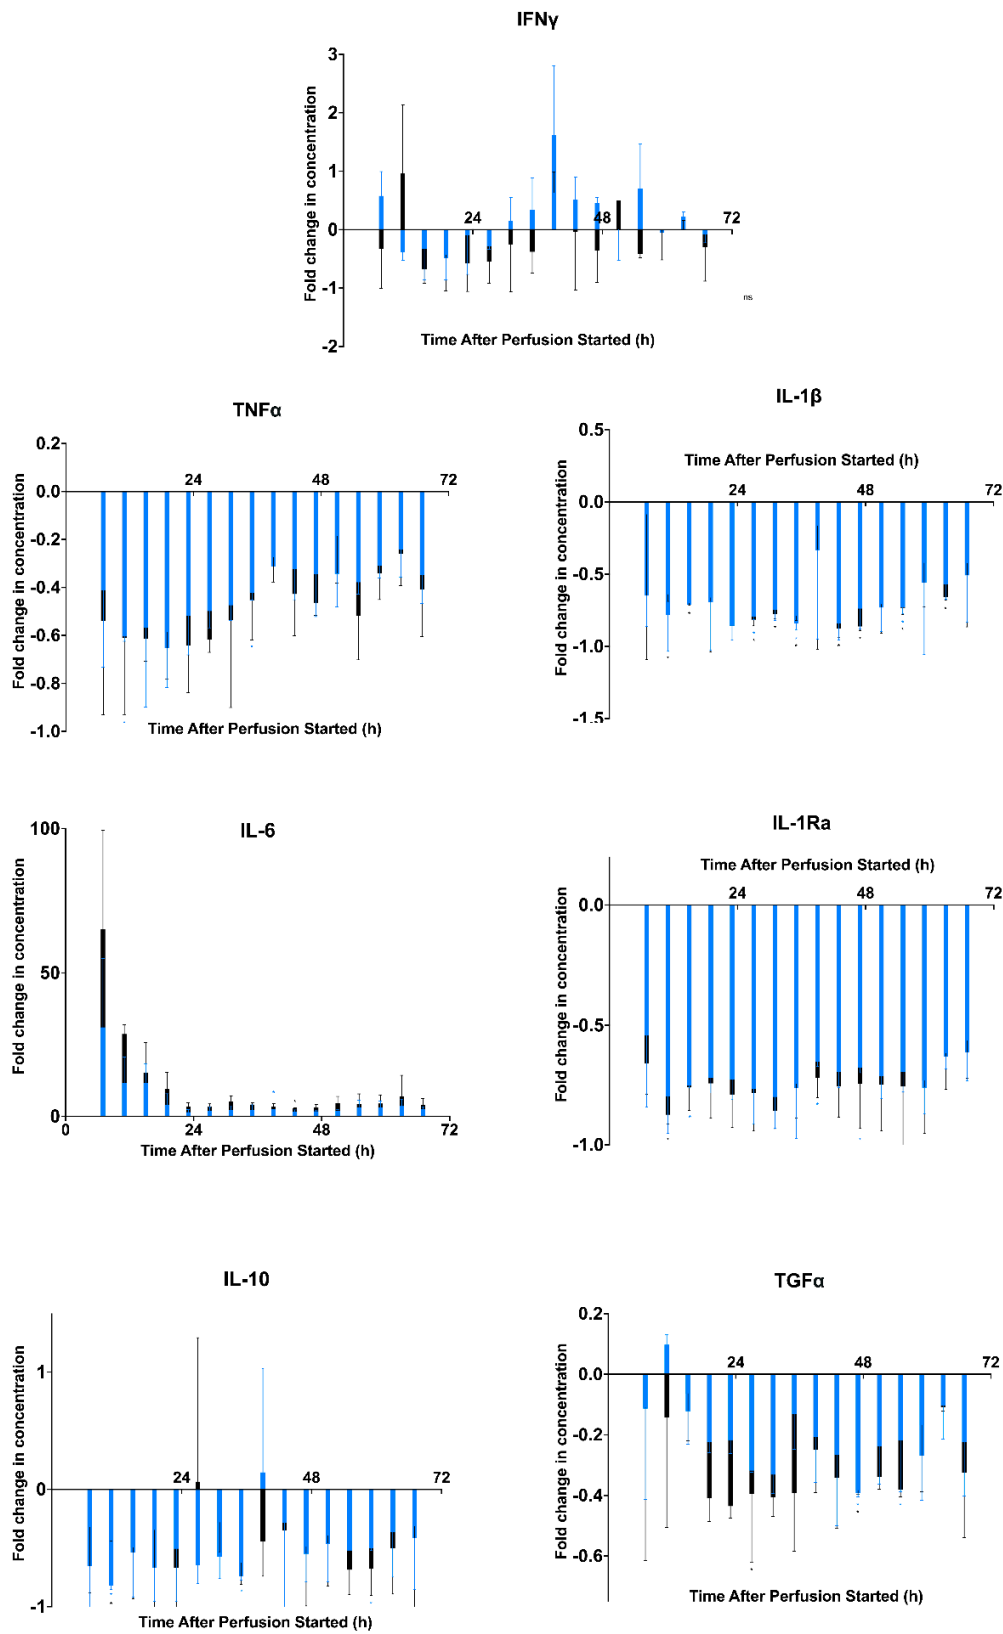 IFNγ
3
2
1
0
-1
-2
24
48
72
Fold change in concentration
Time After Perfusion Started (h)
ns
TNFα
0.2
0.0
-0.2
-0.4
-0.6
-0.8
-1.0
24
48
72
Fold change in concentration
Time After Perfusion Started (h)
IL-1β
0.5
0.0
-0.5
-1.0
-1.5
24
48
72
Fold change in concentration
Time After Perfusion Started (h)
IL-6
100
50
0
0
24
48
72
Fold change in concentration
Time After Perfusion Started (h)
IL-1Ra
Time After Perfusion Started (h)
0.0
-0.5
-1.0
24
48
72
Fold change in concentration
IL-10
1
0
-1
24
48
72
Fold change in concentration
Time After Perfusion Started (h)
TGFα
0.2
0.0
-0.2
-0.4
-0.6
24
48
72
Fold change in concentration
Time After Perfusion Started (h)